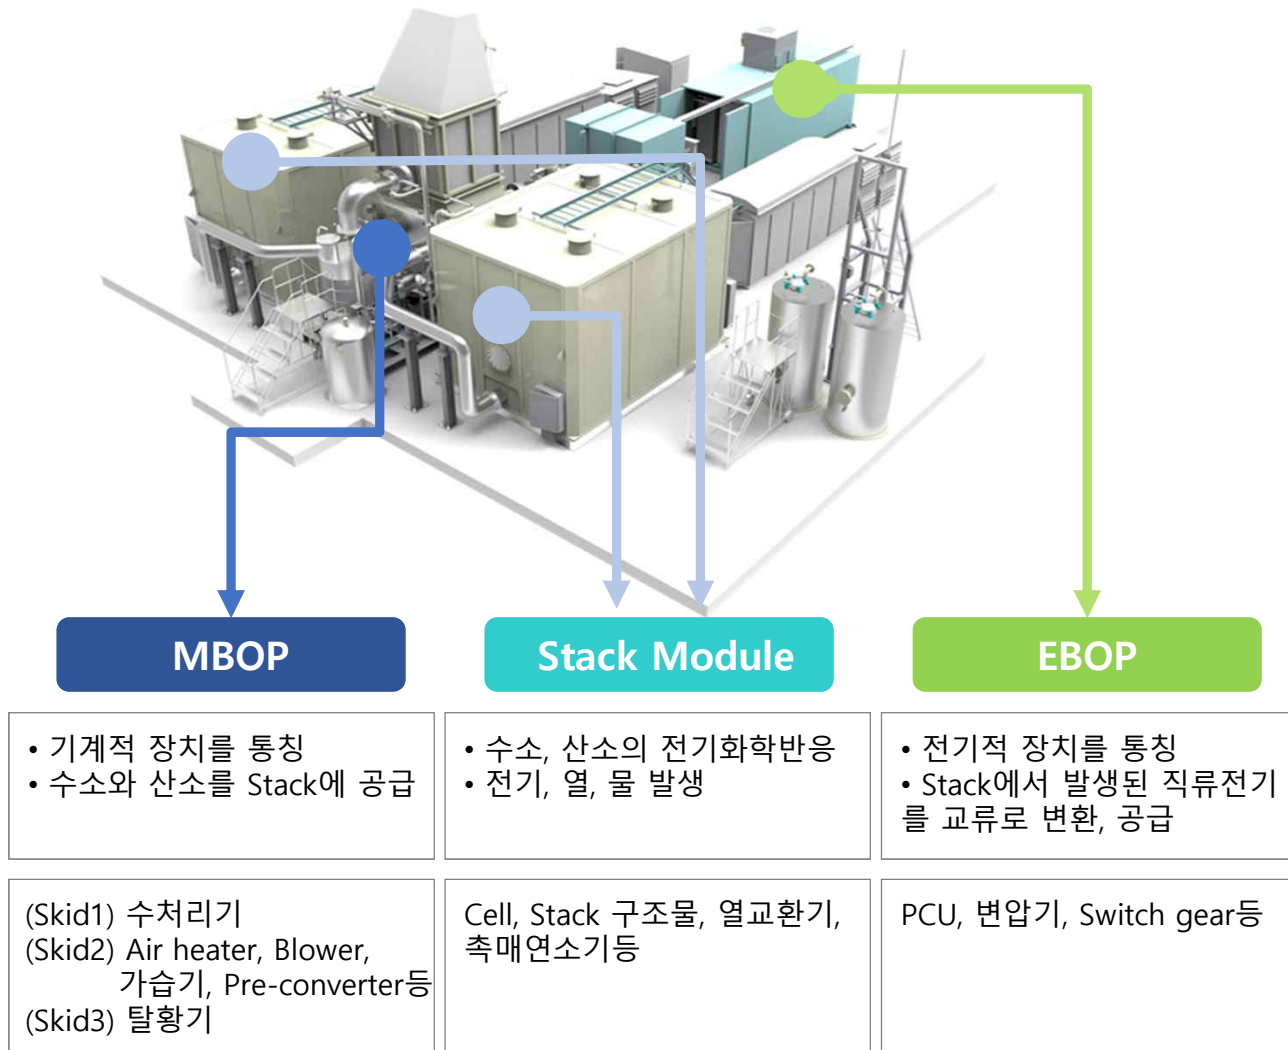 MBOP
Stack Module
EBOP
• 기계적 장치를 통칭
• 수소와 산소를 Stack에 공급
• 수소, 산소의 전기화학반응
• 전기, 열, 물 발생
• 전기적 장치를 통칭
• Stack에서 발생된 직류전기
를 교류로 변환, 공급
(Skid1) 수처리기
(Skid2) Air heater, Blower,
가습기, Pre-converter등
(Skid3) 탈황기
Cell, Stack 구조물, 열교환기,
촉매연소기등
PCU, 변압기, Switch gear등